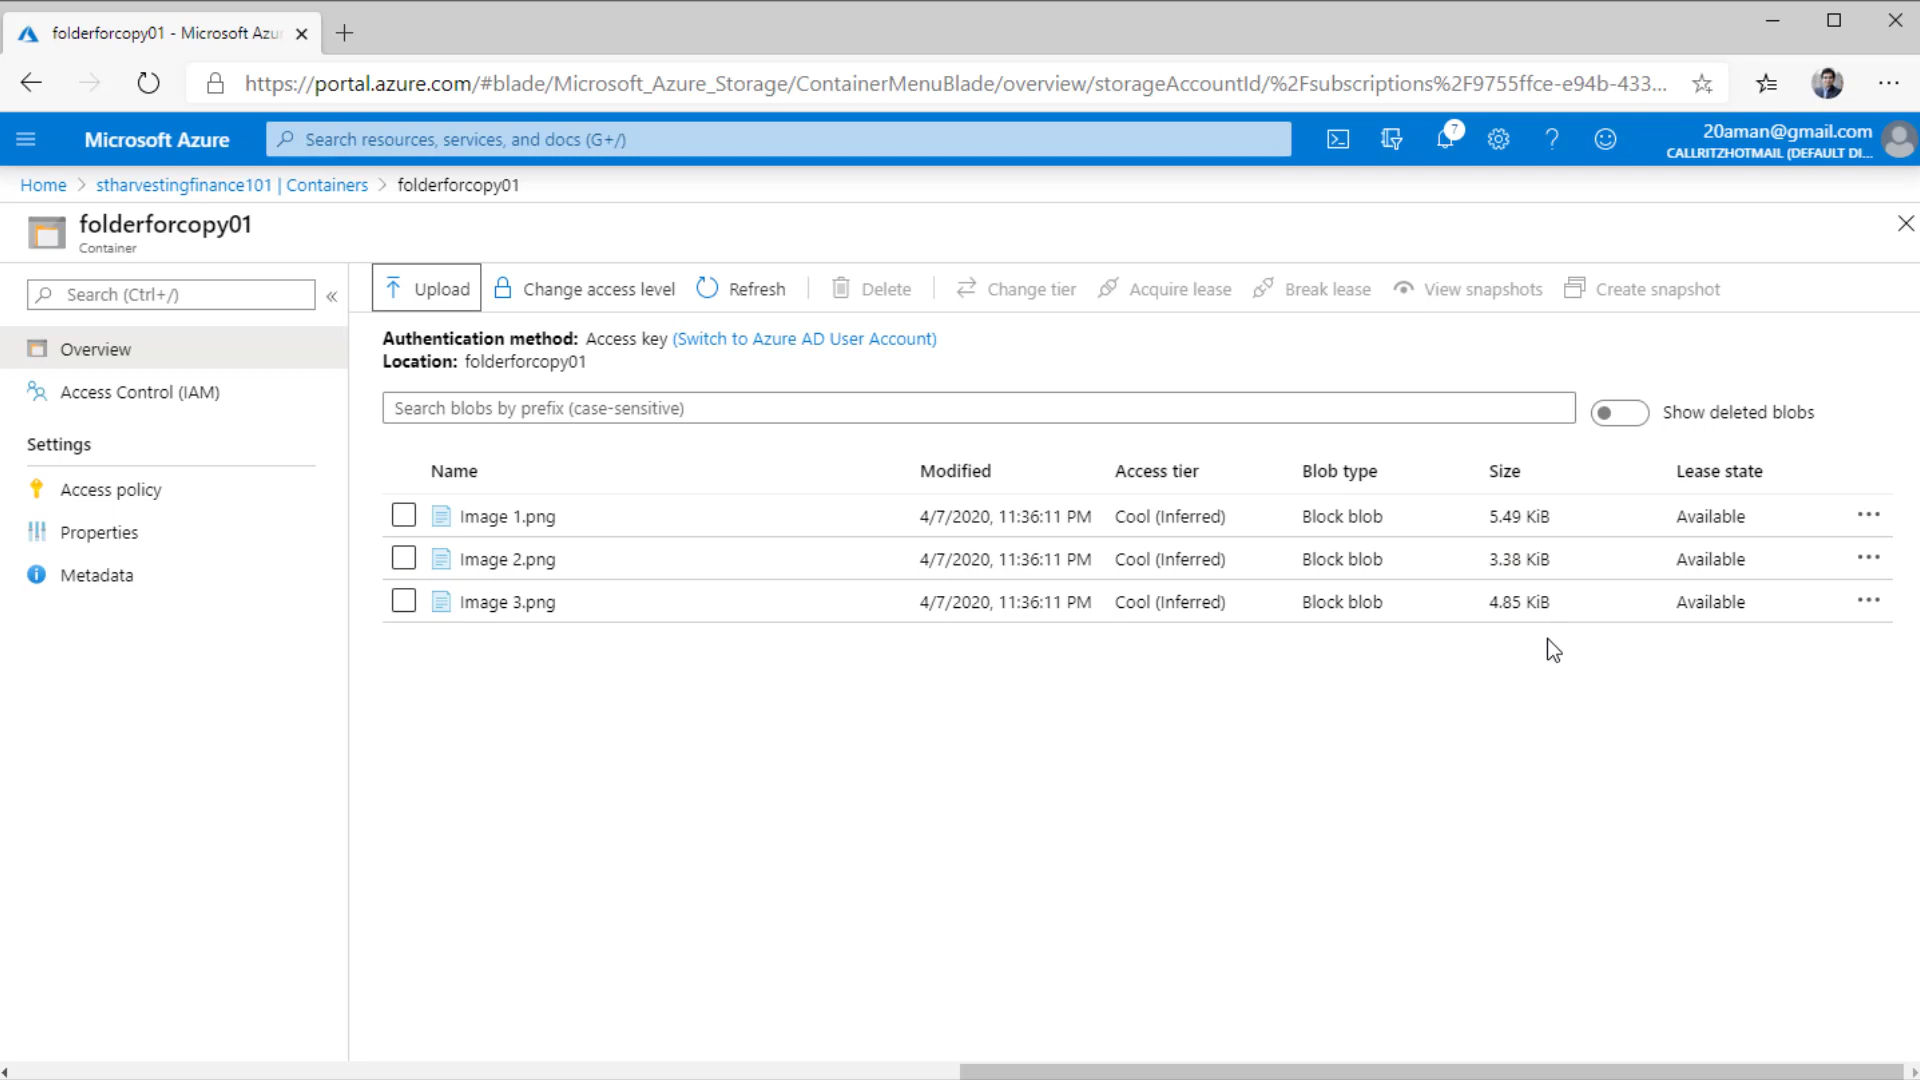 folderforcopy01 - Microsoft Azu
https://portal.azure.com/#blade/Microsoft_Azure_Storage/ContainerMenuBlade/overview/storageAccountId/%2Fsubscriptions%2F9755ffce-e94b-433...
Microsoft Azure
Search resources, services, and docs (G+/)
7
20aman@gmail.com
CALLRITZHOTMAIL (DEFAULT DI...
Home > stharvestingfinance101 | Containers > folderforcopy01
folderforcopy01
Container
Search (Ctrl+/)
«
Upload
Change access level
Refresh
Delete
Change tier
Acquire lease
Break lease
View snapshots
Create snapshot
Overview
Access Control (IAM)
Settings
Access policy
Properties
Metadata
Authentication method: Access key (Switch to Azure AD User Account)
Location: folderforcopy01
Search blobs by prefix (case-sensitive)
Show deleted blobs
Name Modified Access tier Blob type Size Lease state
Image 1.png 4/7/2020, 11:36:11 PM Cool (Inferred) Block blob 5.49 KiB Available
Image 2.png 4/7/2020, 11:36:11 PM Cool (Inferred) Block blob 3.38 KiB Available
Image 3.png 4/7/2020, 11:36:11 PM Cool (Inferred) Block blob 4.85 KiB Available